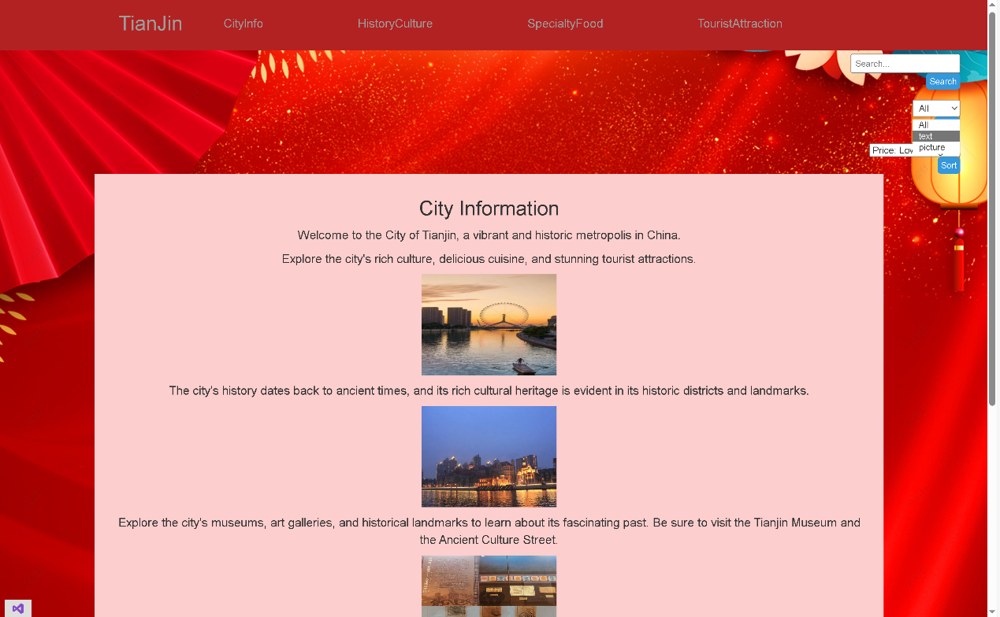 TianJin
CityInfo
HistoryCulture
SpecialtyFood
TouristAttraction
Search...
Search
All
All
text
picture
Price: Low
Sort
City Information
Welcome to the City of Tianjin, a vibrant and historic metropolis in China.
Explore the city's rich culture, delicious cuisine, and stunning tourist attractions.
The city's history dates back to ancient times, and its rich cultural heritage is evident in its historic districts and landmarks.
Explore the city's museums, art galleries, and historical landmarks to learn about its fascinating past. Be sure to visit the Tianjin Museum and
the Ancient Culture Street.